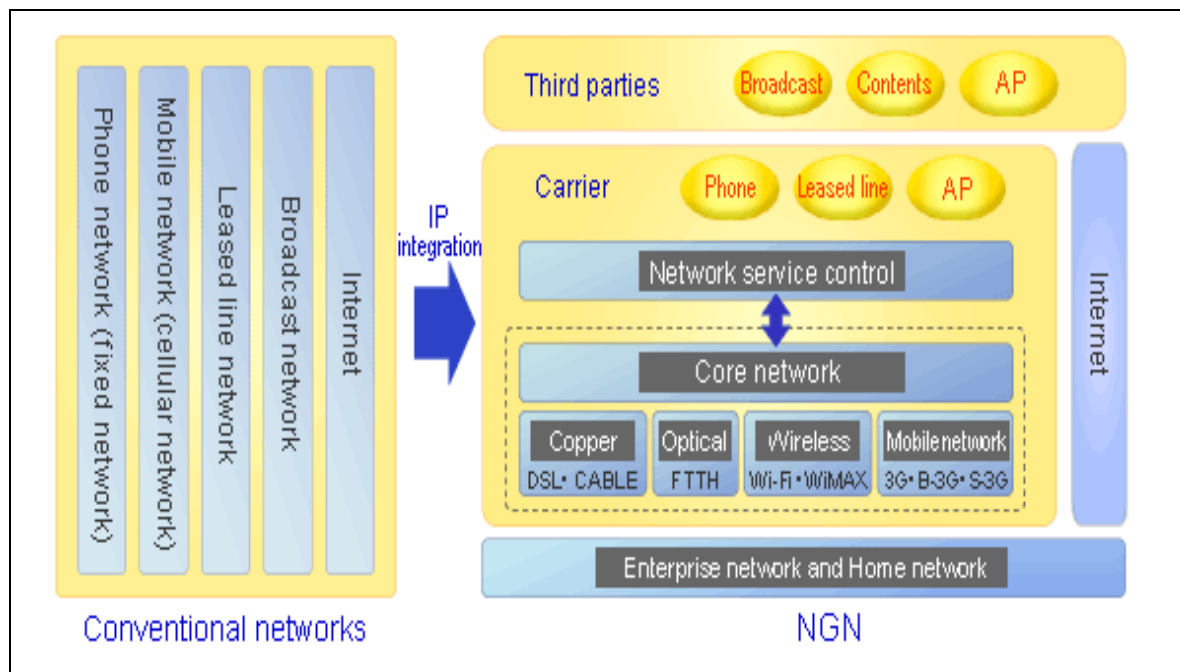 Phone network (fixed network)
Mobile network (cellular network)
Leased line network
Broadcast network
Internet
Conventional networks
IP
integration
Third parties
Broadcast
Contents
AP
Carrier
Phone
Leased line
AP
Network service control
Core network
Copper
DSL・CABLE
Optical
FTTH
Wireless
Wi-Fi・WiMAX
Mobile network
3G・B-3G・S-3G
Internet
Enterprise network and Home network
NGN